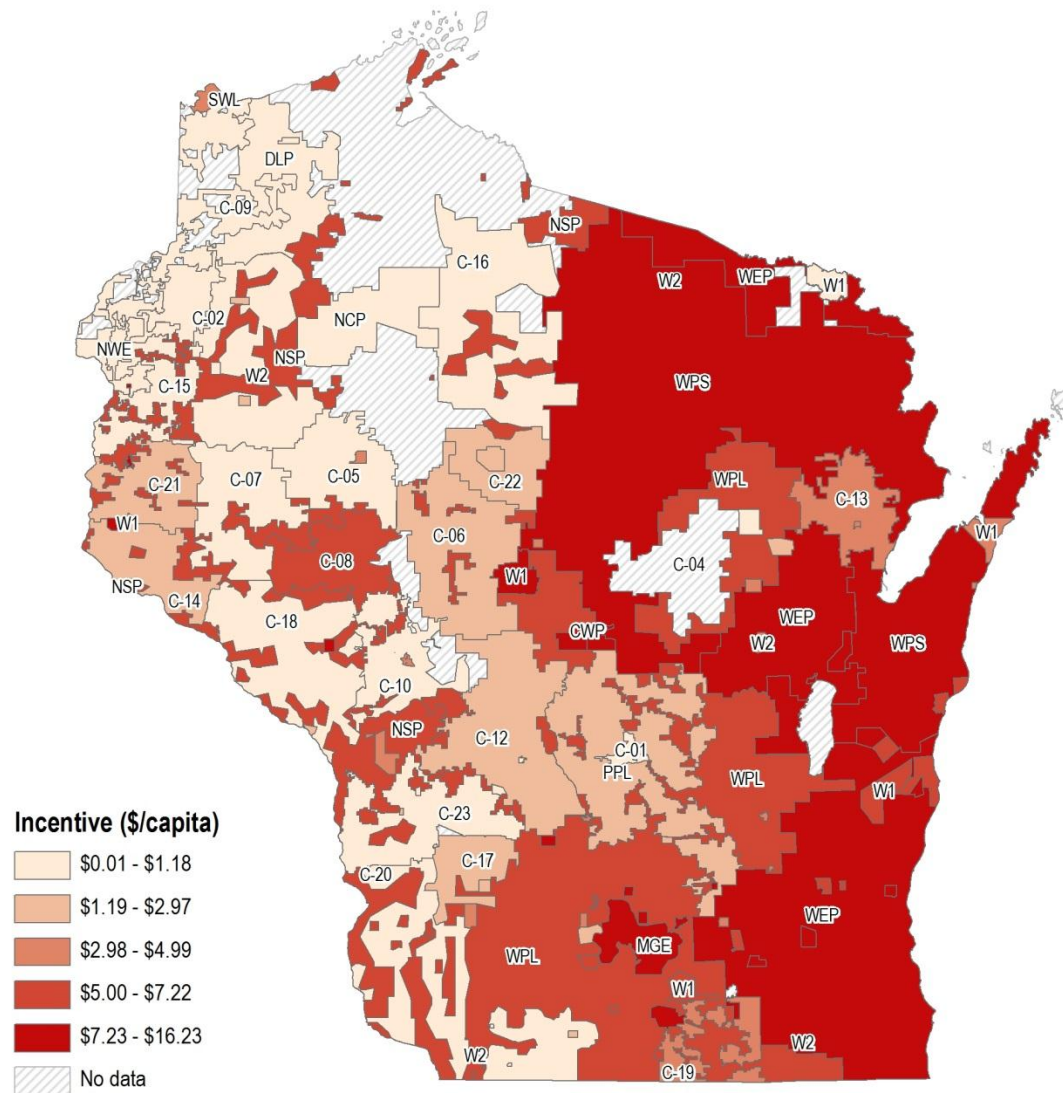 SWL
DLP
C-09
NSP
C-16
W2
WEP
W1
C-02
NCP
NWE
NSP
W2
C-15
WPS
C-21
C-07
C-05
C-22
WPL
C-13
W1
C-06
W1
C-08
W1
C-04
NSP
C-14
C-18
CWP
WEP
W2
WPS
C-10
NSP
C-12
C-01
PPL
WPL
W1
C-23
C-17
C-20
WEP
MGE
WPL
W1
W2
W2
C-19
Incentive ($/capita)
$0.01 - $1.18
$1.19 - $2.97
$2.98 - $4.99
$5.00 - $7.22
$7.23 - $16.23
No data